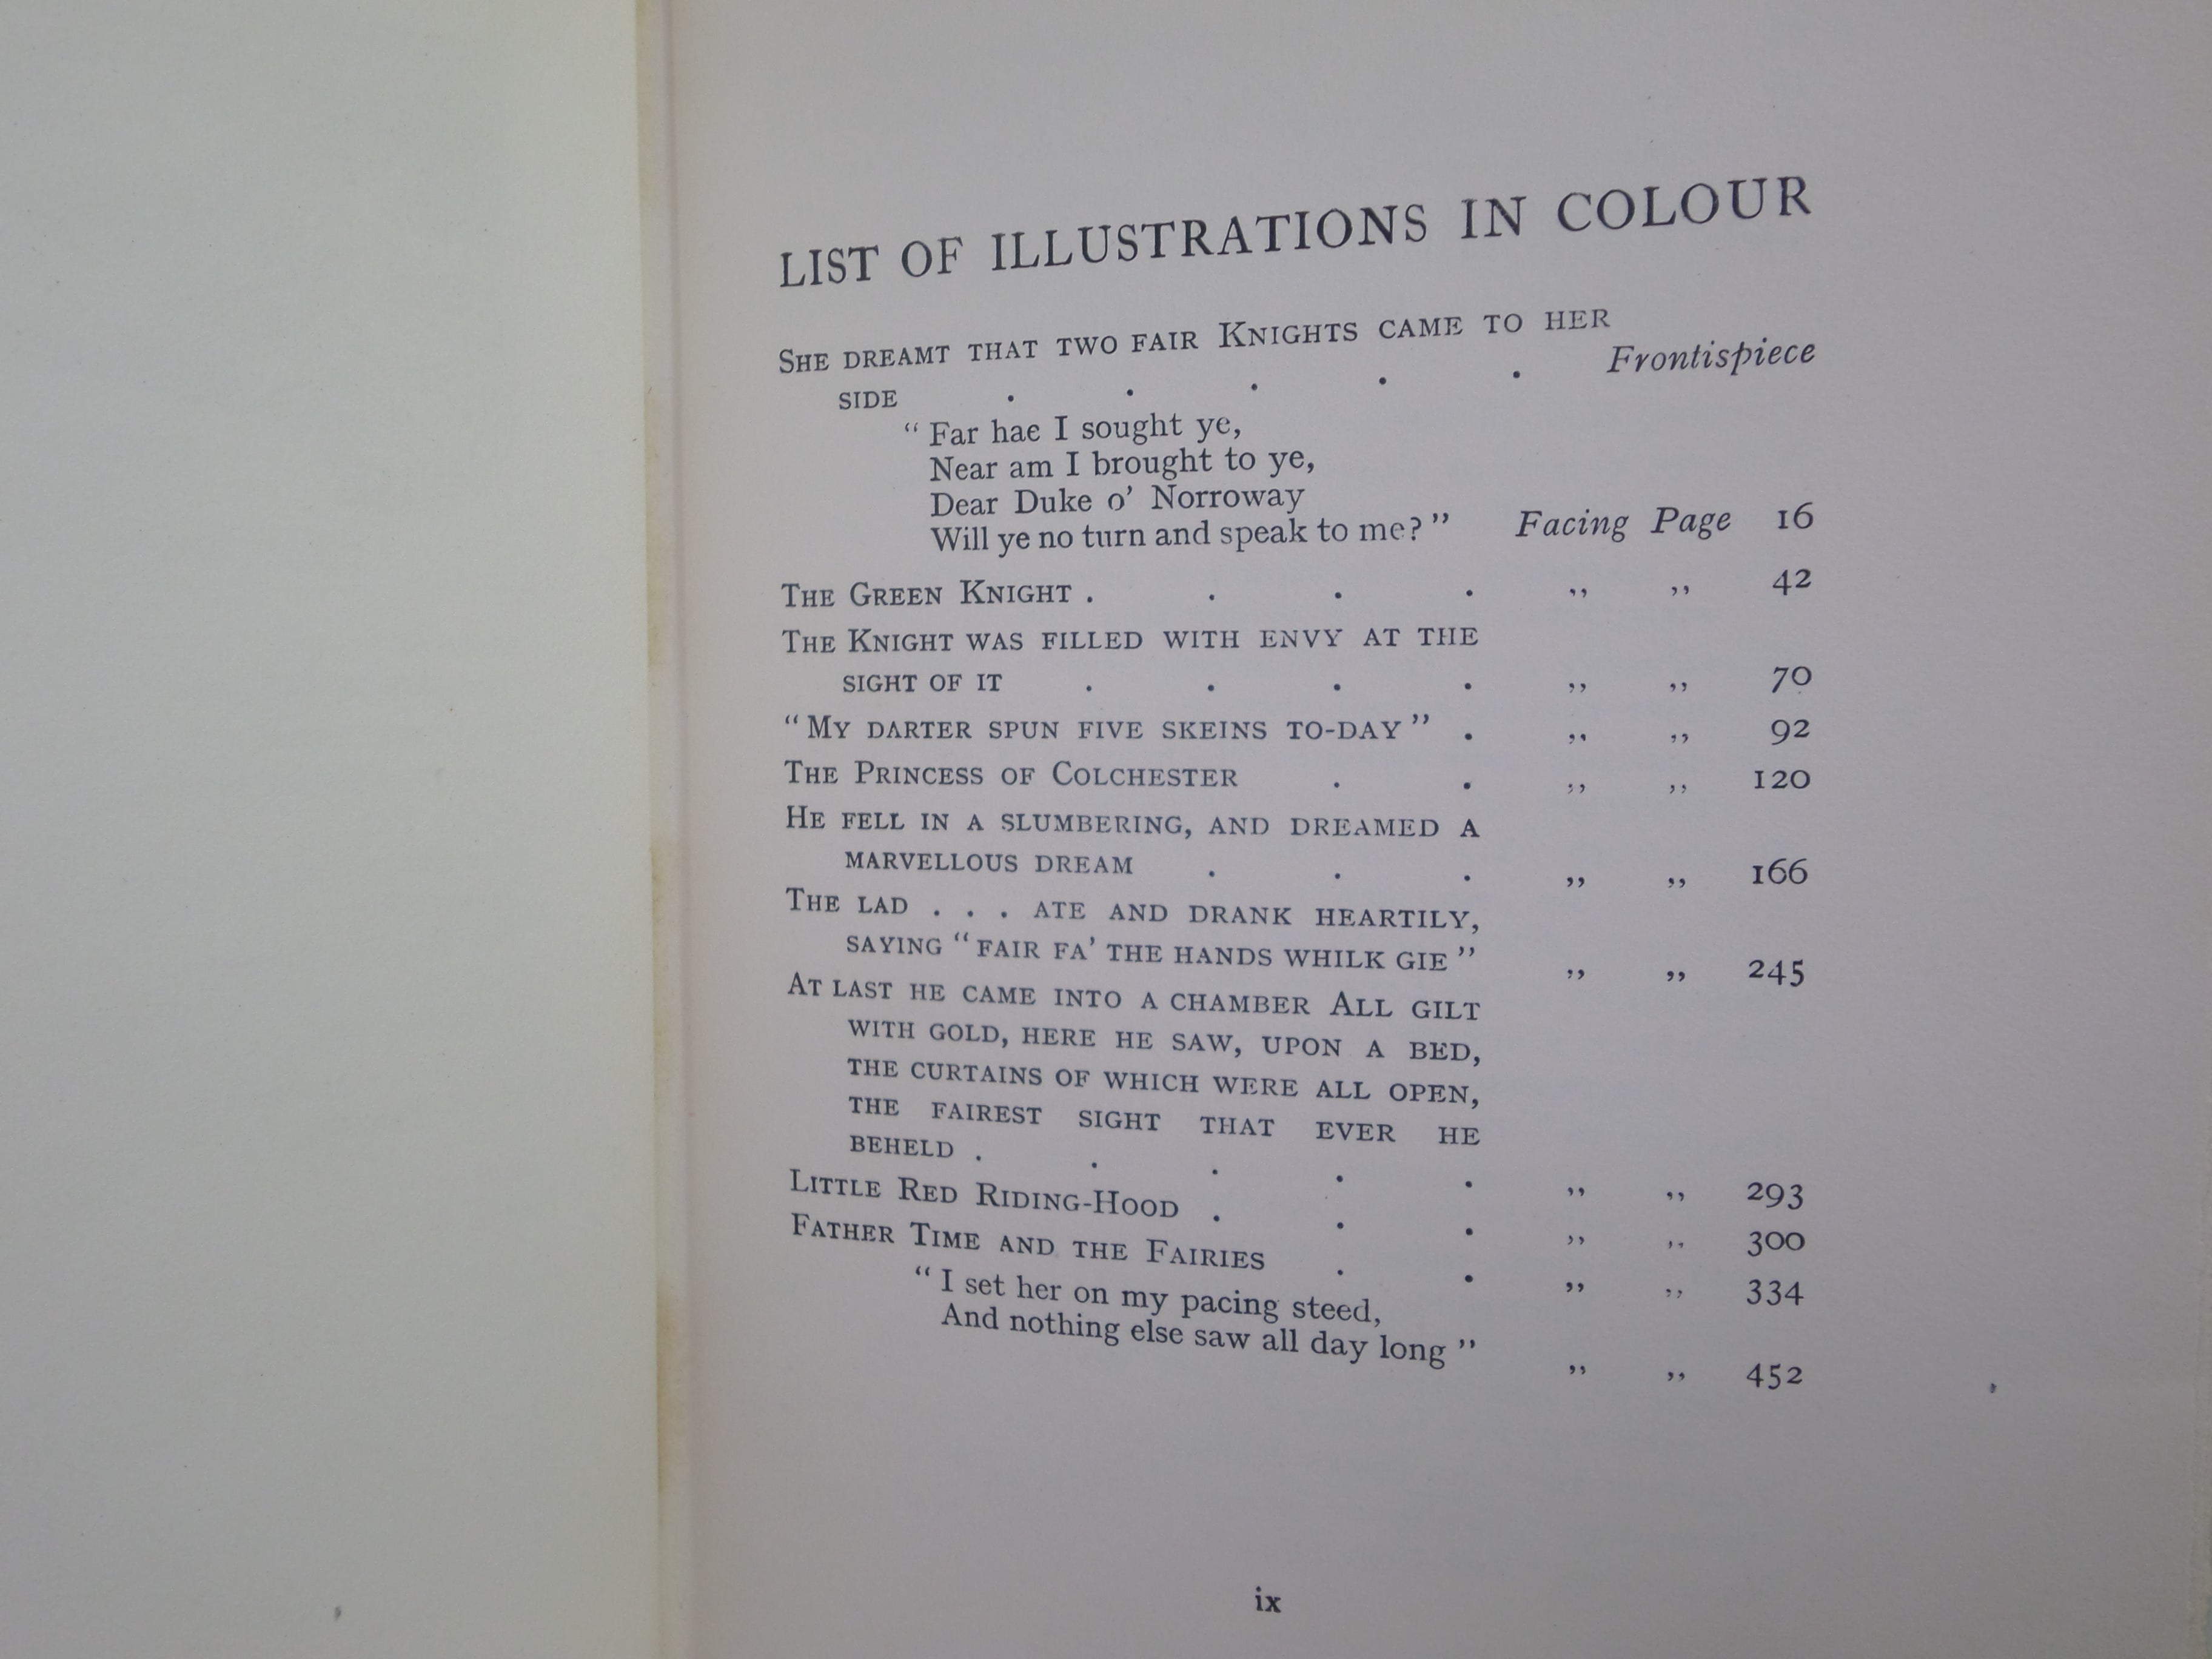 LIST OF ILLUSTRATIONS IN COLOUR
SHE DREAMT THAT TWO FAIR KNIGHTS CAME TO HER
SIDE . . . . . Frontispiece
“Far hae I sought ye,
Near am I brought to ye,
Dear Duke o’ Norroway
Will ye no turn and speak to me?” Facing Page 16
THE GREEN KNIGHT . . . . ,, ,, 42
THE KNIGHT WAS FILLED WITH ENVY AT THE
SIGHT OF IT . . . . ,, ,, 70
“MY DARTER SPUN FIVE SKEINS TO-DAY” . ,, ,, 92
THE PRINCESS OF COLCHESTER . . ,, ,, 120
HE FELL IN A SLUMBERING, AND DREAMED A
MARVELLOUS DREAM . . . ,, ,, 166
THE LAD . . . ATE AND DRANK HEARTILY,
SAYING “FAIR FA’ THE HANDS WHILK GIE” ,, ,, 245
AT LAST HE CAME INTO A CHAMBER ALL GILT
WITH GOLD, HERE HE SAW, UPON A BED,
THE CURTAINS OF WHICH WERE ALL OPEN,
THE FAIREST SIGHT THAT EVER HE
BEHELD . . . . . ,, ,, 293
LITTLE RED RIDING-HOOD . . . ,, ,, 300
FATHER TIME AND THE FAIRIES . . ,, ,, 334
“I set her on my pacing steed,
And nothing else saw all day long” ,, ,, 452
ix